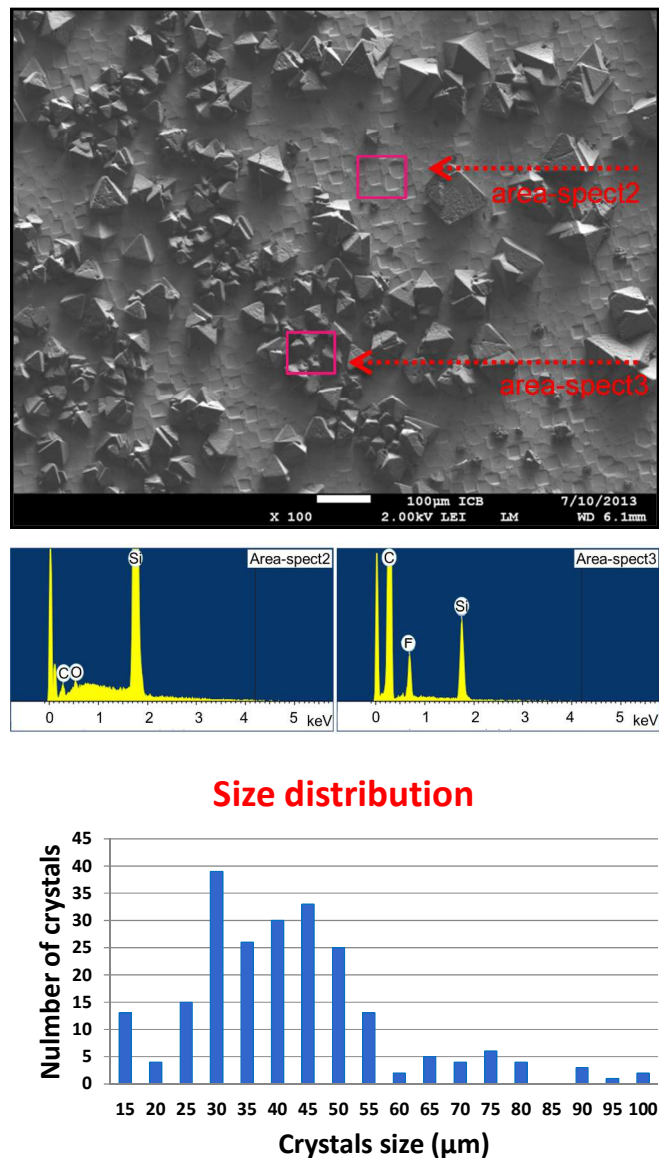 area-spect2
area-spect3
100µm ICB 7/10/2013
X 100 2.00kV LEI LM WD 6.1mm
Si Area-spect2
C O
0 1 2 3 4 5 keV
C Area-spect3
Si
F
0 1 2 3 4 5 keV
Size distribution
Nulmber of crystals
45
40
35
30
25
20
15
10
5
0
15 20 25 30 35 40 45 50 55 60 65 70 75 80 85 90 95 100
Crystals size (µm)